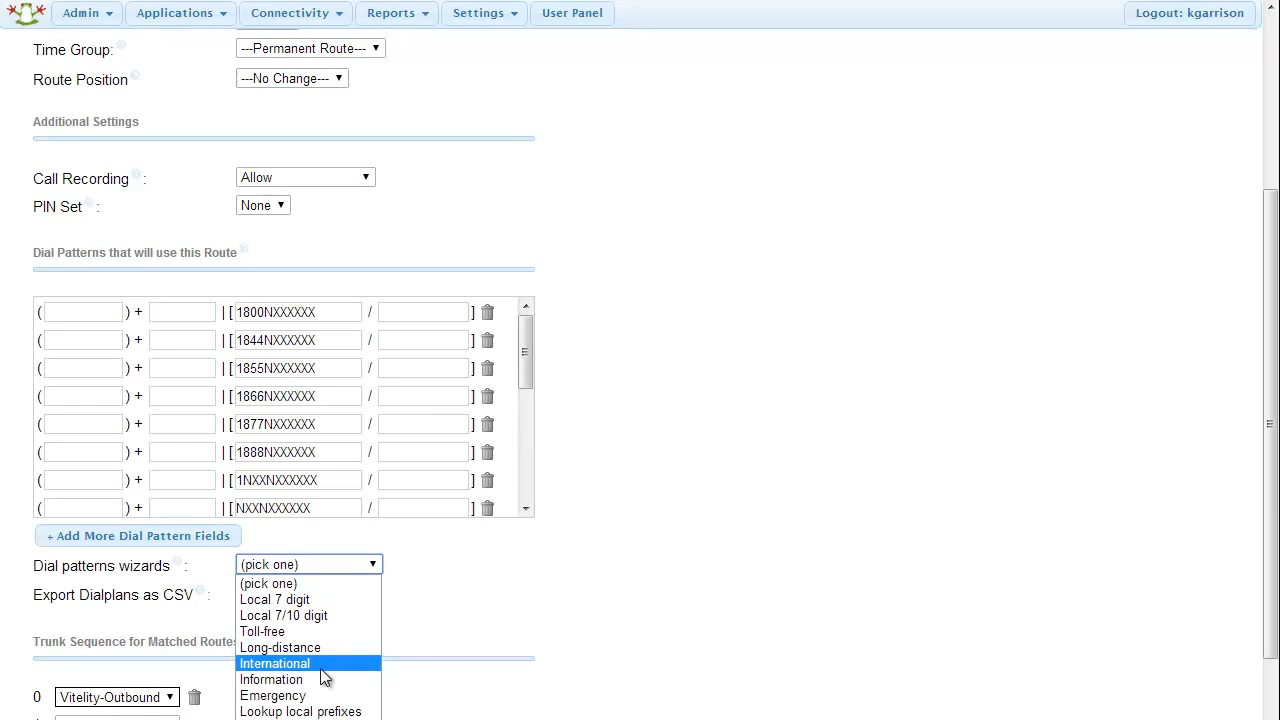 Admin Applications Connectivity Reports Settings User Panel Logout: kgarrison
Time Group: ---Permanent Route---
Route Position ---No Change---
Additional Settings
Call Recording : Allow
PIN Set : None
Dial Patterns that will use this Route
( ) + | [ 1800NXXXXXX / ]
( ) + | [ 1844NXXXXXX / ]
( ) + | [ 1855NXXXXXX / ]
( ) + | [ 1866NXXXXXX / ]
( ) + | [ 1877NXXXXXX / ]
( ) + | [ 1888NXXXXXX / ]
( ) + | [ 1NXXNXXXXXX / ]
( ) + | [ NXXNXXXXXX / ]
+ Add More Dial Pattern Fields
Dial patterns wizards : (pick one)
(pick one)
Export Dialplans as CSV : Local 7 digit
Local 7/10 digit
Toll-free
Trunk Sequence for Matched Routes Long-distance
International
Information
0 Vitelity-Outbound Emergency
Lookup local prefixes